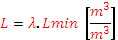 L = λ. Lmin [m³/m³]